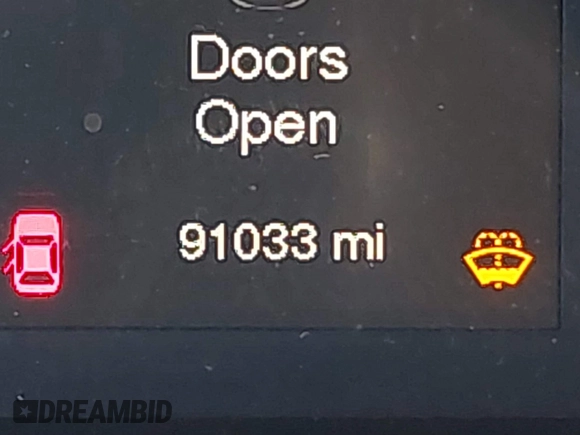 Doors
Open
91033 mi
DREAMBID